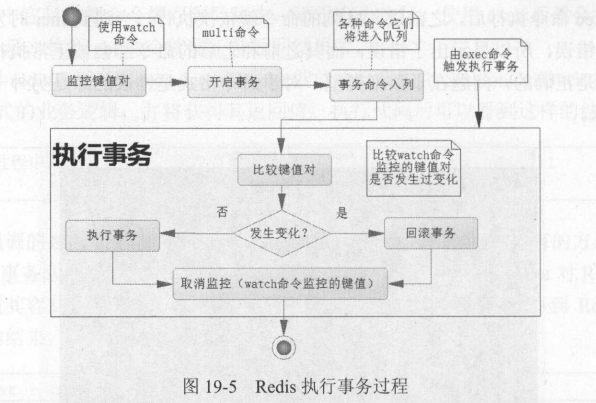 使用watch
命令
multi命令
各种命令它们
将进入队列
由exec命令
触发执行事务
监控键值对
开启事务
事务命令入列
执行事务
比较键值对
比较watch命令
监控的键值对
是否发生过变化
否
是
执行事务
发生变化?
回滚事务
取消监控(watch命令监控的键值)
图 19-5 Redis 执行事务过程